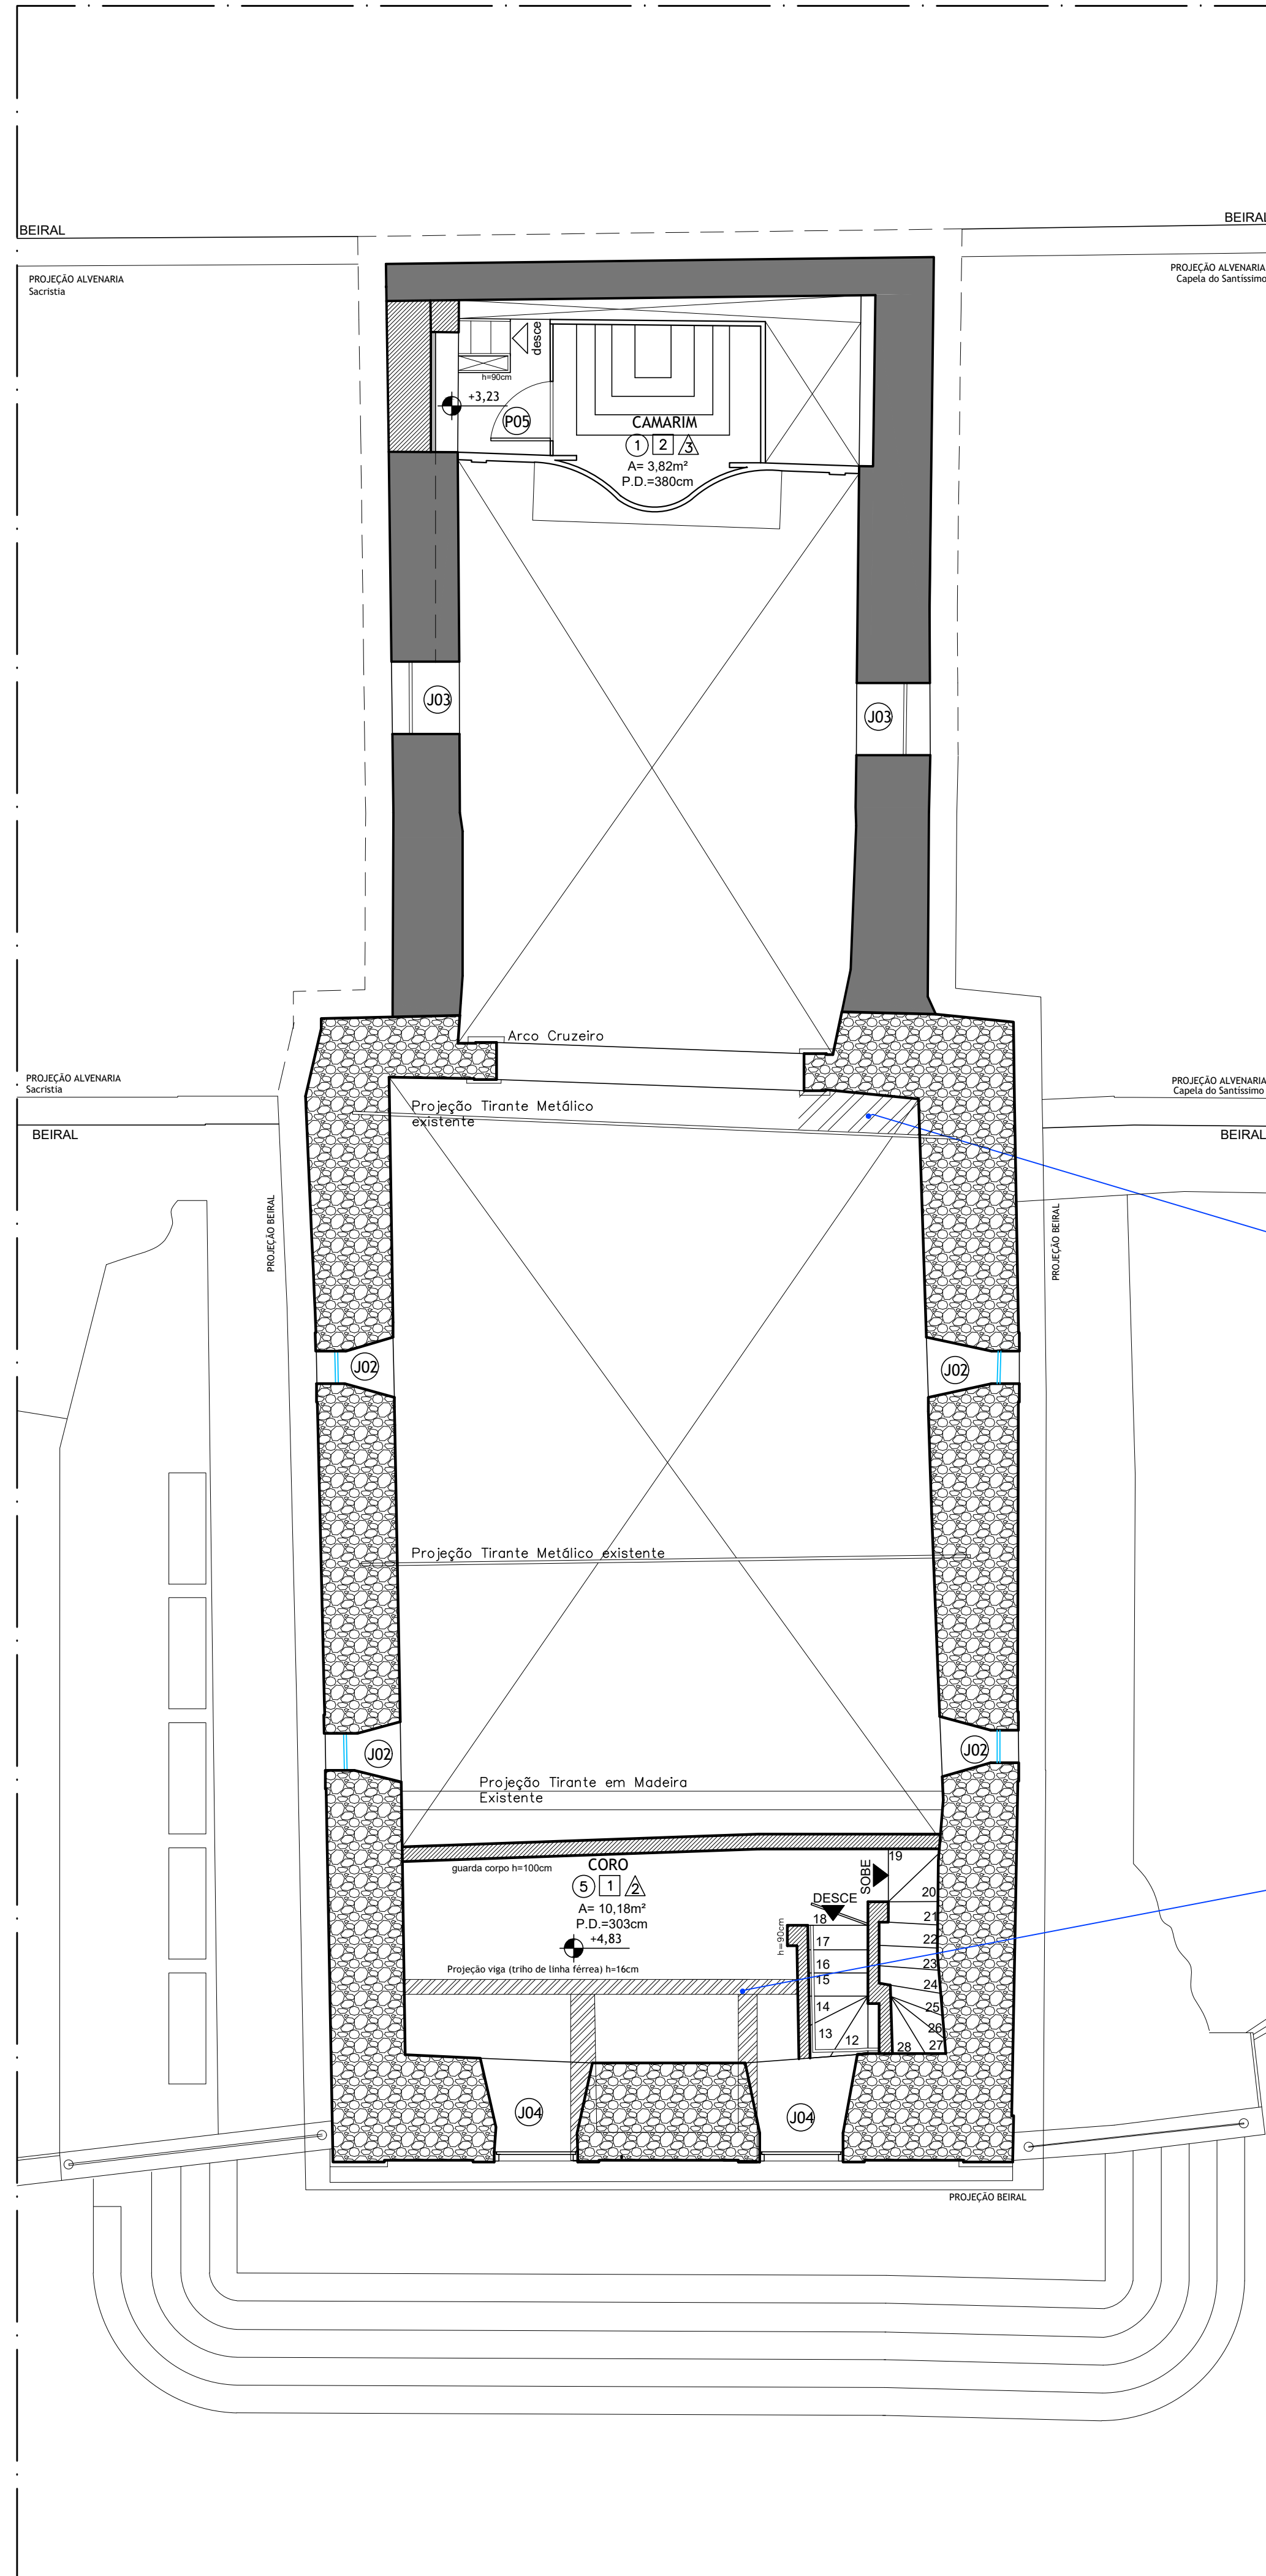 BEIRAL
BEIRAL
PROJEÇÃO ALVENARIA
Sacristia
PROJEÇÃO ALVENARIA
Capela do Santíssimo
desce
h=90cm
+3,23
P05
CAMARIM
1 2 3
A= 3,82m²
P.D.=380cm
J03
J03
Arco Cruzeiro
PROJEÇÃO ALVENARIA
Sacristia
PROJEÇÃO ALVENARIA
Capela do Santíssimo
Projeção Tirante Metálico
existente
BEIRAL
BEIRAL
PROJEÇÃO BEIRAL
PROJEÇÃO BEIRAL
J02
J02
Projeção Tirante Metálico existente
J02
J02
Projeção Tirante em Madeira
Existente
guarda corpo h=100cm
CORO
5 1 2
A= 10,18m²
P.D.=303cm
+4,83
Projeção viga (trilho de linha férrea) h=16cm
SOBE
DESCE
h=90cm
19
20
18
21
17
22
16
23
15
24
14
25
13
26
12
27
28
J04
J04
PROJEÇÃO BEIRAL